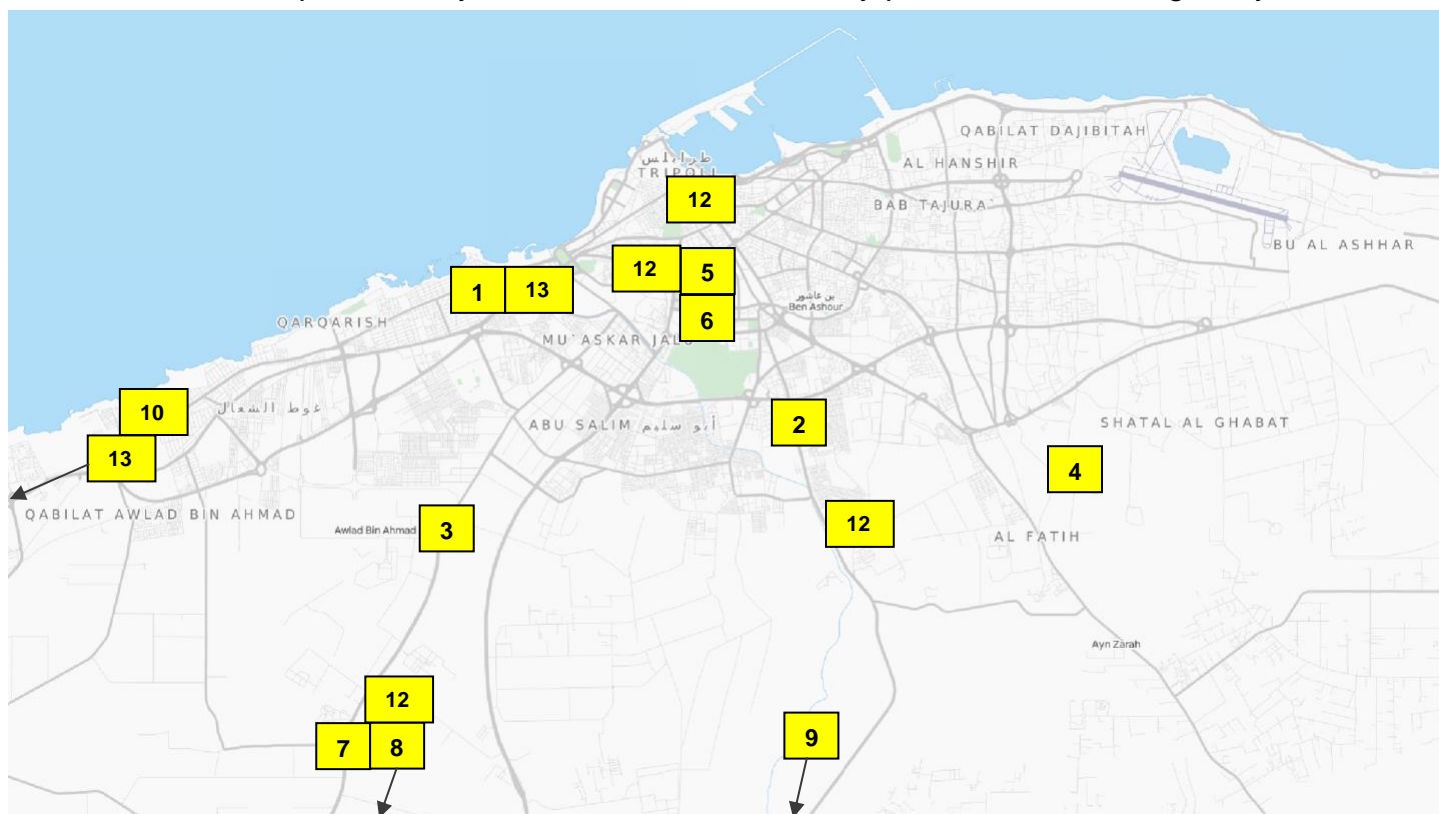 QABILAT DAJIBITAH
طرابلس
TRIPOLI
AL HANSHIR
12
BAB TAJURA`
BU AL ASHHAR
12
5
1
13
بن عاشور
Ben Ashour
QARQARISH
6
MU`ASKAR JALU
10
غوط الشعال
ABU SALIM أبو سليم
2
SHATAL AL GHABAT
13
4
QABILAT AWLAD BIN AHMAD
Awlad Bin Ahmad
3
12
AL FATIH
Ayn Zarah
12
7
8
9